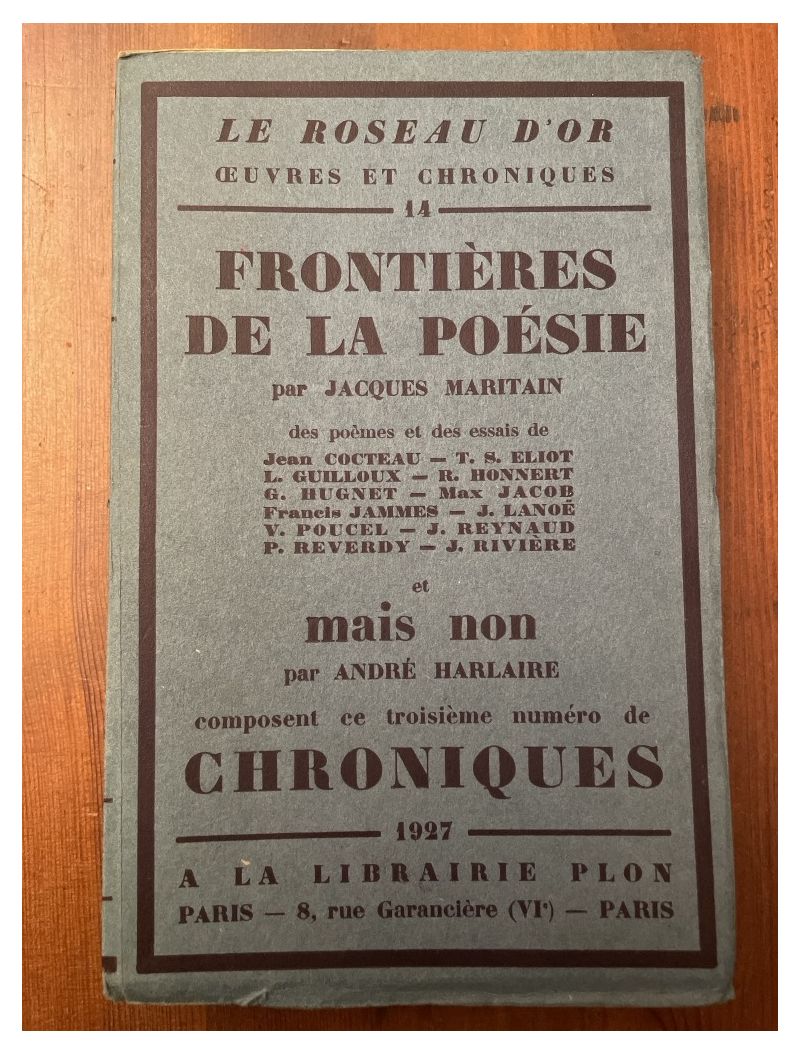 LE ROSEAU D'OR
ŒUVRES ET CHRONIQUES
14
FRONTIÈRES
DE LA POÉSIE
par JACQUES MARITAIN
des poèmes et des essais de
Jean COCTEAU — T. S. ELIOT
L. GUILLOUX — R. HONNERT
G. HUGNET — Max JACOB
Francis JAMMES — J. LANOË
V. POUCEL — J. REYNAUD
P. REVERDY — J. RIVIÈRE
et
mais non
par ANDRÉ HARLAIRE
composent ce troisième numéro de
CHRONIQUES
1927
A LA LIBRAIRIE PLON
PARIS — 8, rue Garancière (VIe) — PARIS